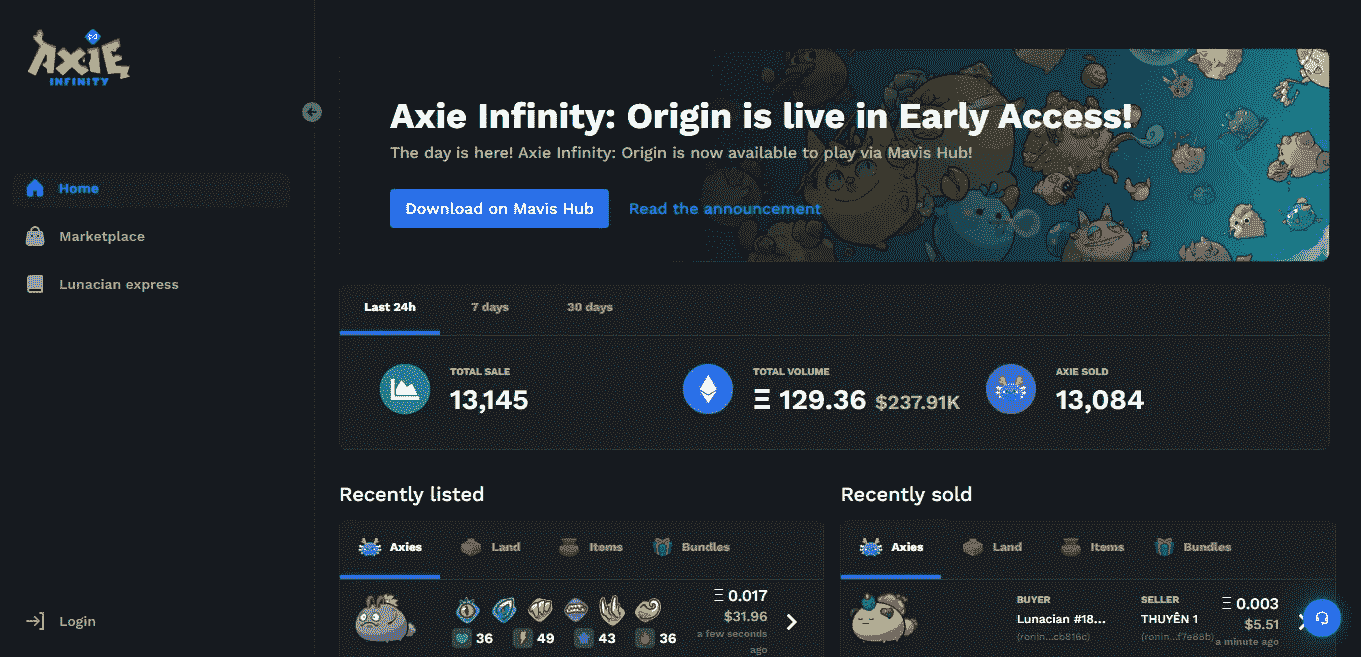 AXIE
INFINITY
Home
Marketplace
Lunacian express
Login
Axie Infinity: Origin is live in Early Access!
The day is here! Axie Infinity: Origin is now available to play via Mavis Hub!
Download on Mavis Hub Read the announcement
Last 24h 7 days 30 days
TOTAL SALE
13,145
TOTAL VOLUME
Ξ 129.36 $237.91K
AXIE SOLD
13,084
Recently listed
Axies Land Items Bundles
36 49 43 36
Ξ 0.017
$31.96
a few seconds
ago
Recently sold
Axies Land Items Bundles
BUYER
Lunacian #18...
(ronin...cb816c)
SELLER
THUYÊN 1
(ronin...f7e88b)
Ξ 0.003
$5.51
a minute ago